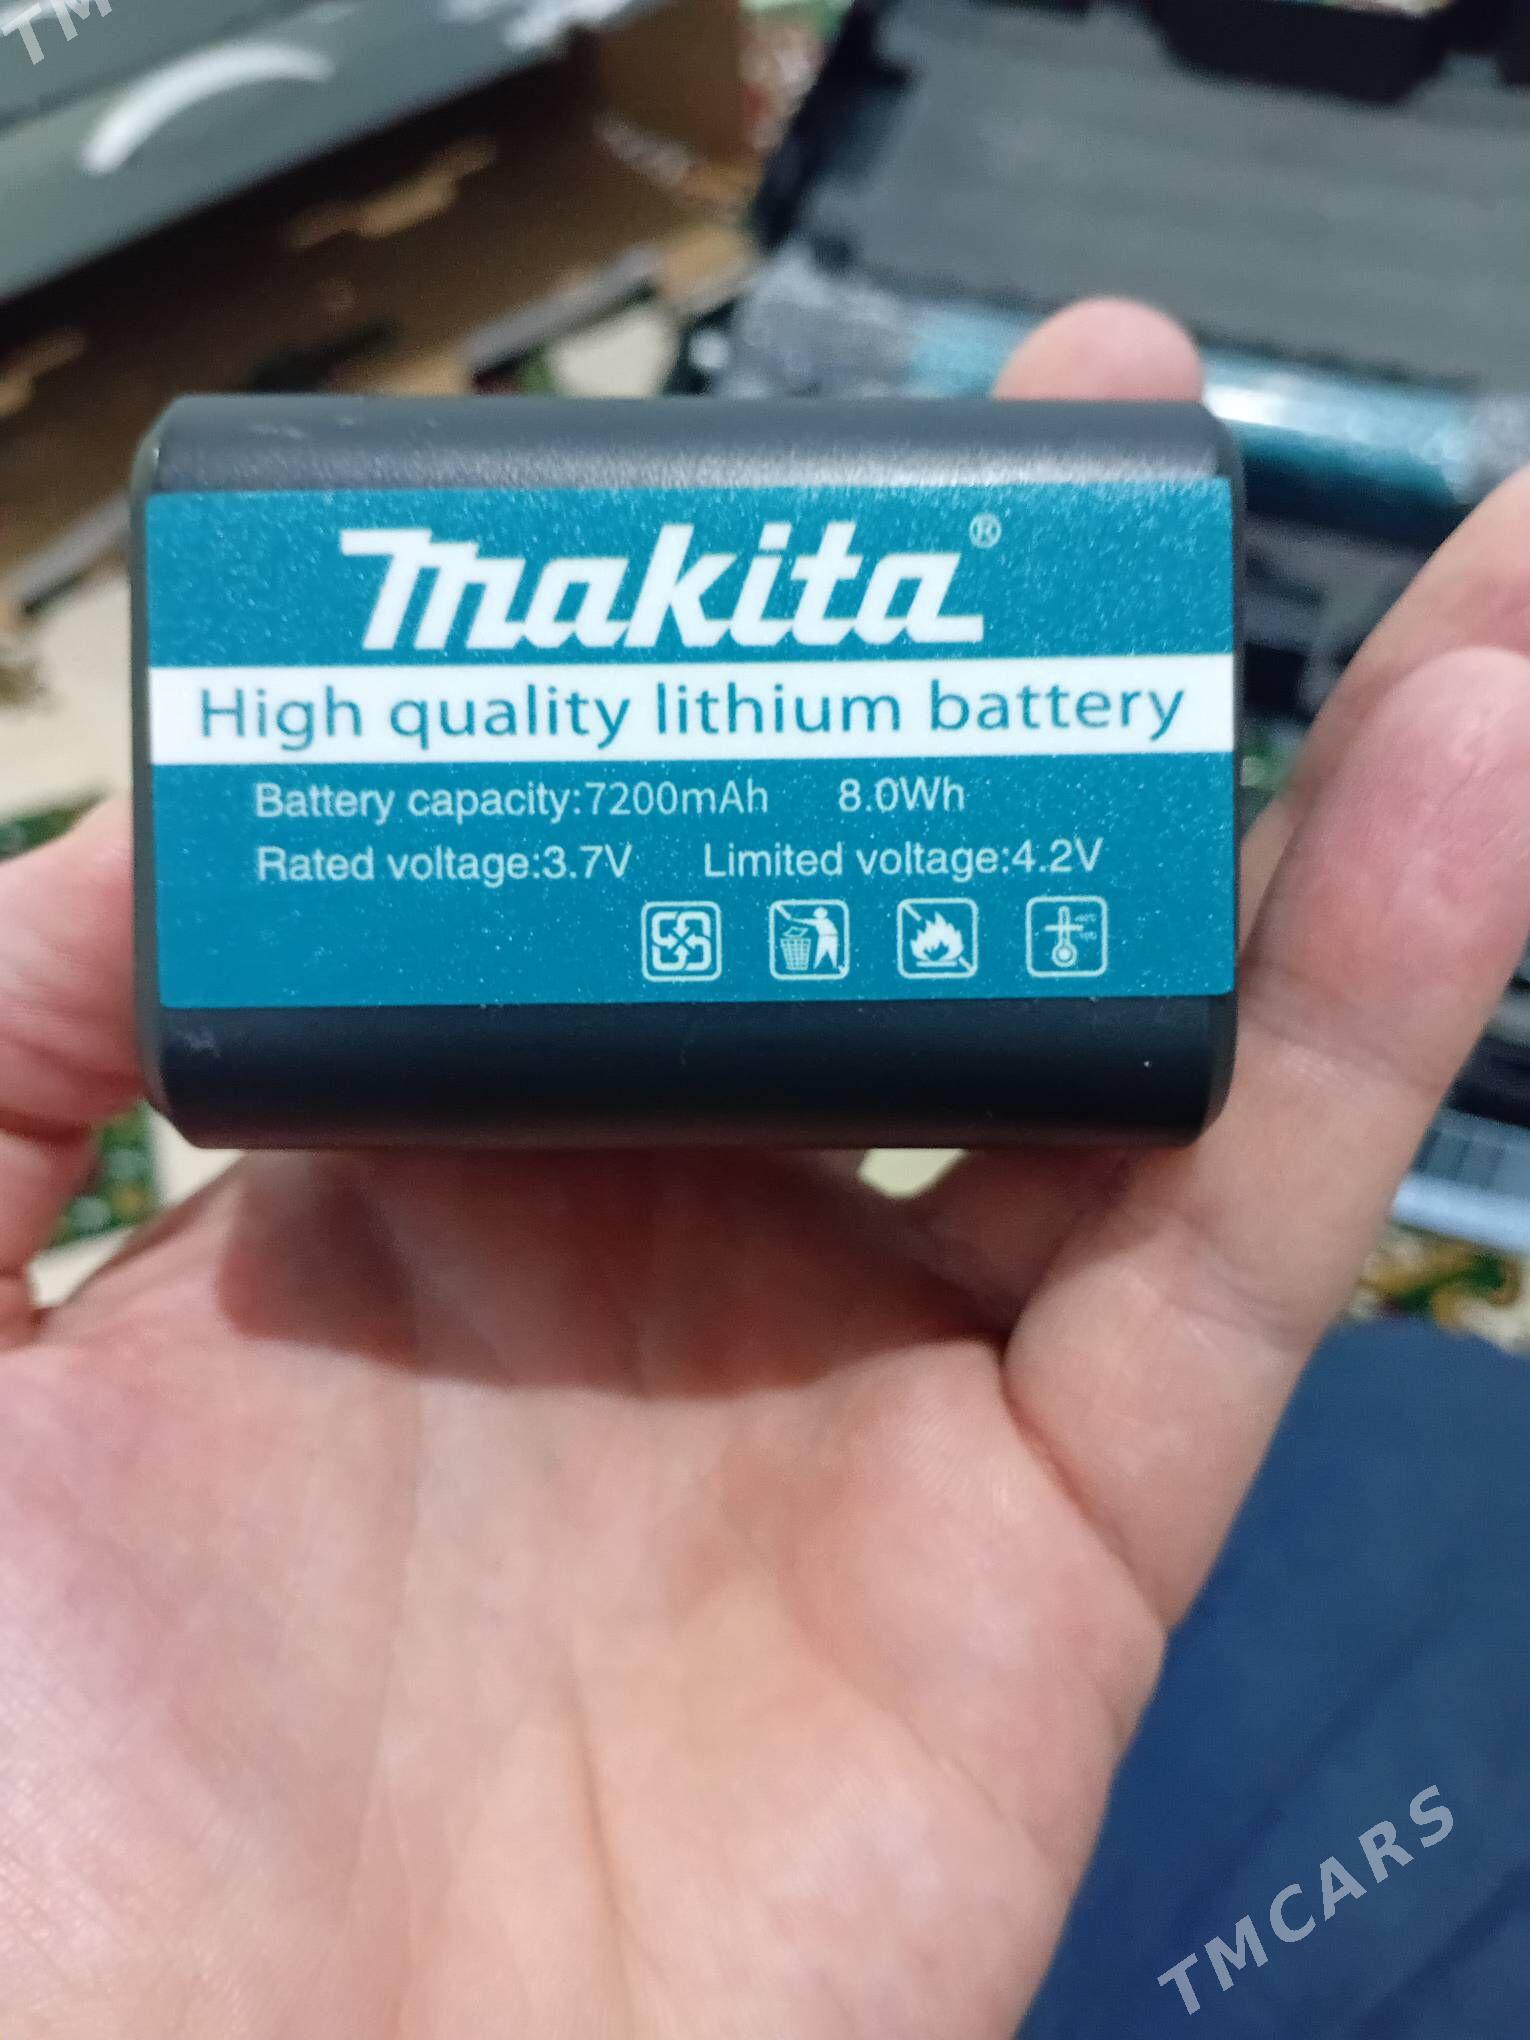 TM
makita®
High quality lithium battery
Battery capacity:7200mAh 8.0Wh
Rated voltage:3.7V Limited voltage:4.2V
TMCARS